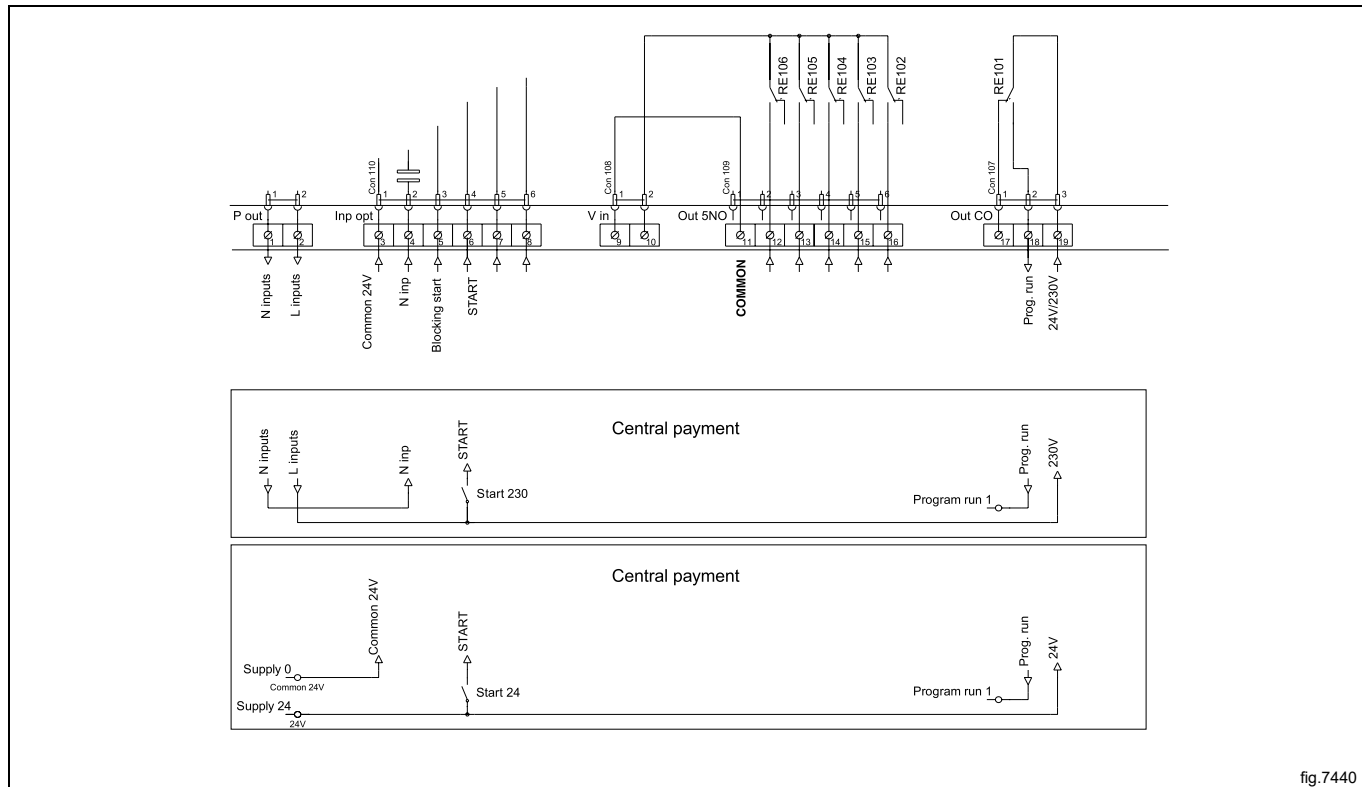 RE106
RE105
RE104
RE103
RE102
RE101
Con 110
Con 108
Con 109
Con 107
1 2
1 2 3 4 5 6
1 2
1 2 3 4 5 6
1 2 3
P out
Inp opt
V in
Out 5NO
Out CO
1 2 3 4 5 6 7 8 9 10 11 12 13 14 15 16 17 18 19
N inputs
L inputs
Common 24V
N inp
Blocking start
START
COMMON
Prog. run
24V/230V
Central payment
N inputs
L inputs
N inp
START
Start 230
Program run 1
Prog. run
230V
Central payment
Supply 0
Common 24V
Common 24V
Supply 24
24V
START
Start 24
Program run 1
Prog. run
24V
fig.7440